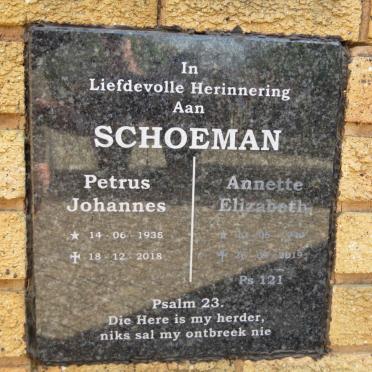 In
Liefdevolle Herinnering
Aan
SCHOEMAN
Petrus
Johannes
14 - 06 - 1935
18 - 12 - 2018
Annette
Elizabeth
Ps 121
Psalm 23.
Die Here is my herder,
niks sal my ontbreek nie